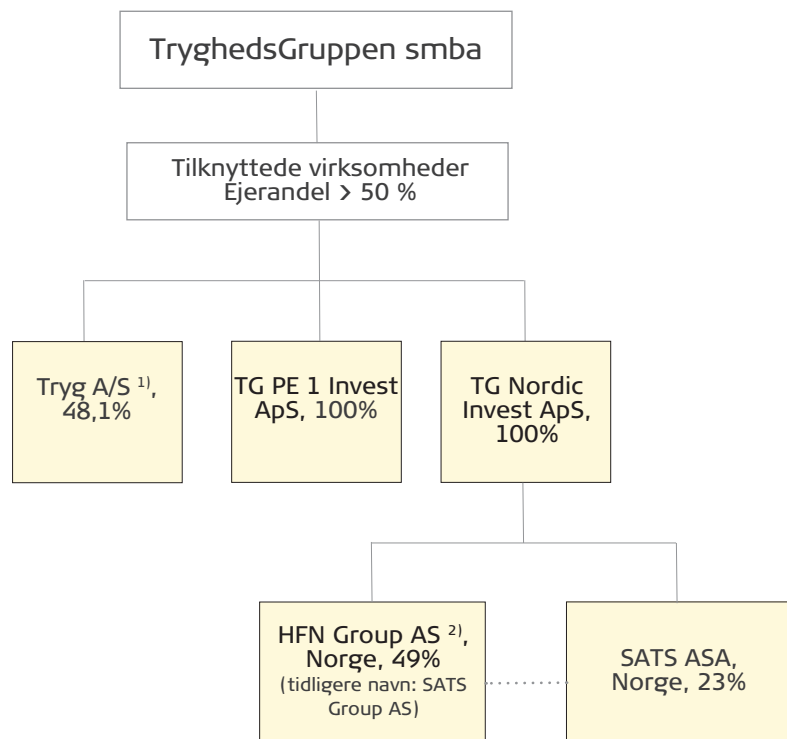 TryghedsGruppen smba
Tilknyttede virksomheder
Ejerandel > 50 %
Tryg A/S 1),
48,1%
TG PE 1 Invest
ApS, 100%
TG Nordic
Invest ApS,
100%
HFN Group AS 2),
Norge, 49%
(tidligere navn: SATS
Group AS)
SATS ASA,
Norge, 23%